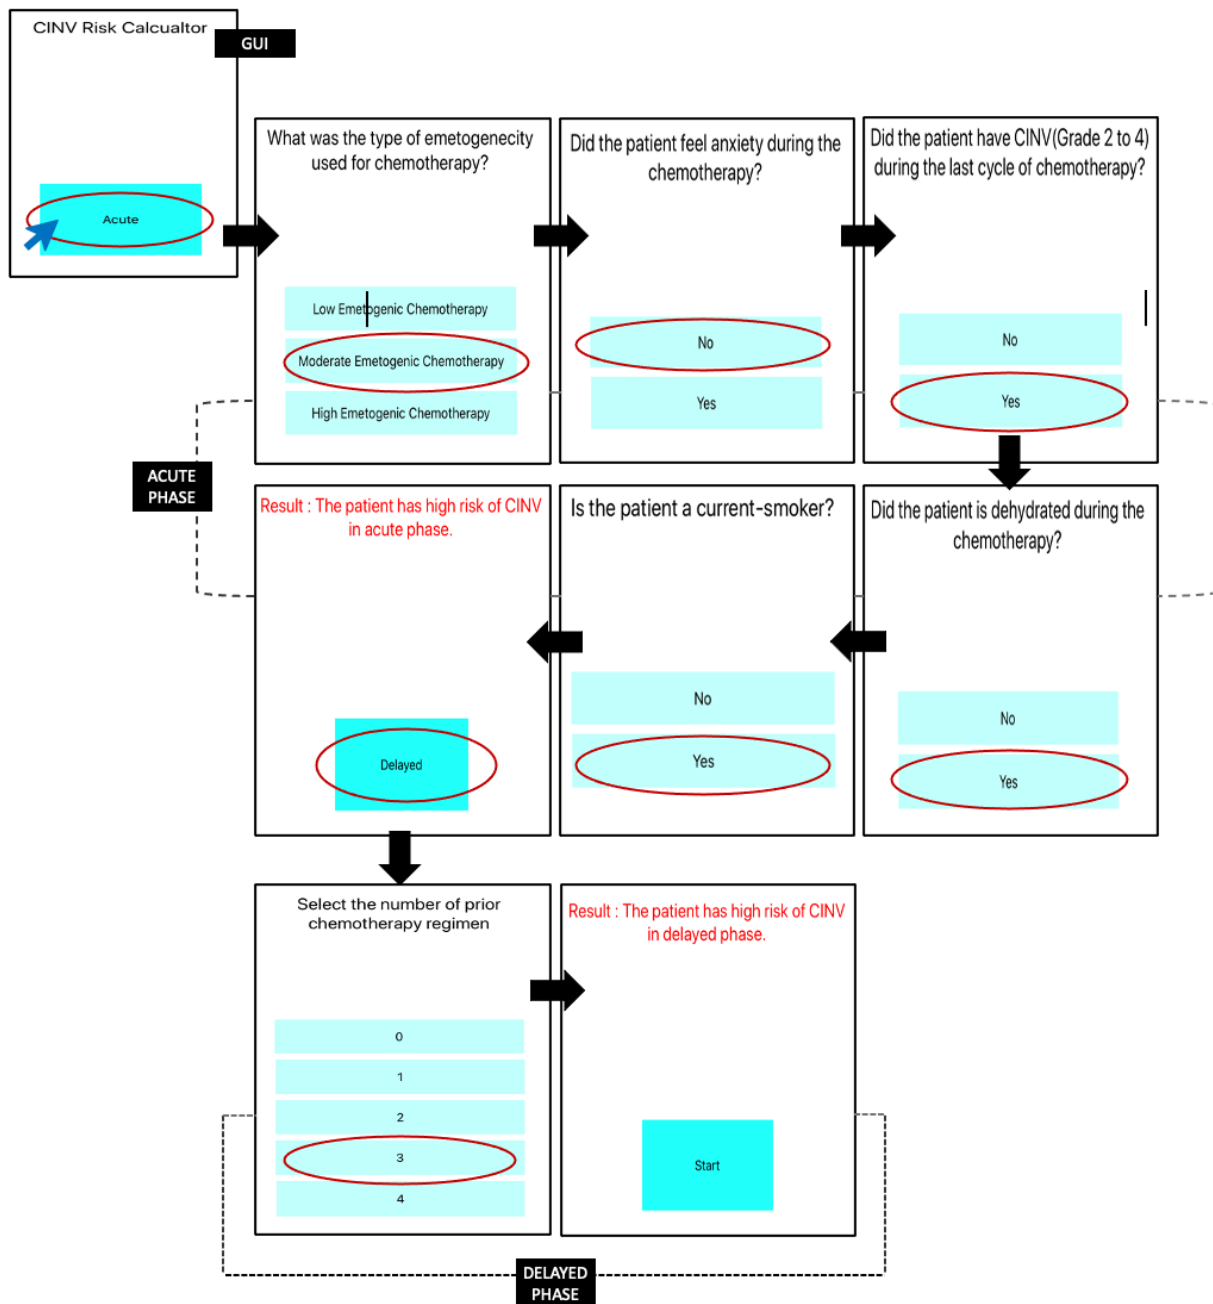 CINV Risk Calcualtor
GUI
Acute
What was the type of emetogenecity
used for chemotherapy?
Low Emetogenic Chemotherapy
Moderate Emetogenic Chemotherapy
High Emetogenic Chemotherapy
Did the patient feel anxiety during the
chemotherapy?
No
Yes
Did the patient have CINV(Grade 2 to 4)
during the last cycle of chemotherapy?
No
Yes
ACUTE
PHASE
Did the patient is dehydrated during the
chemotherapy?
No
Yes
Is the patient a current-smoker?
No
Yes
Result : The patient has high risk of CINV
in acute phase.
Delayed
Select the number of prior
chemotherapy regimen
0
1
2
3
4
Result : The patient has high risk of CINV
in delayed phase.
Start
DELAYED
PHASE